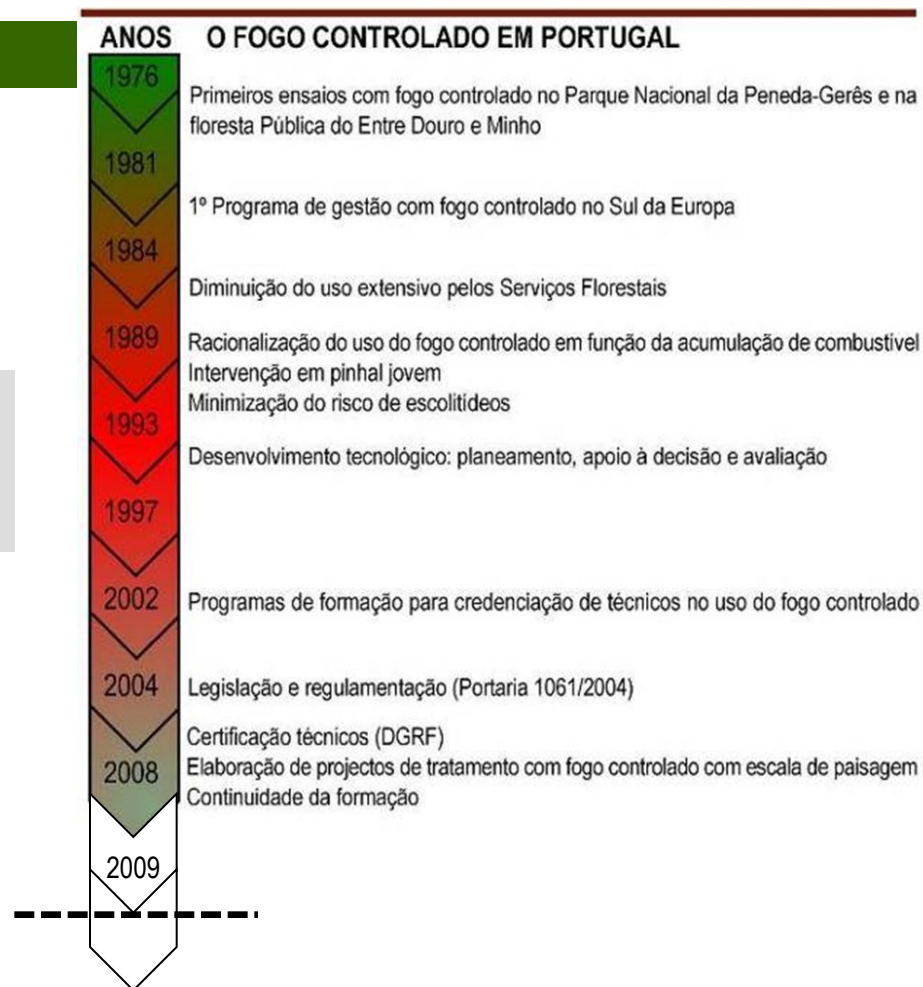 ANOS O FOGO CONTROLADO EM PORTUGAL
1976
Primeiros ensaios com fogo controlado no Parque Nacional da Peneda-Gerês e na
floresta Pública do Entre Douro e Minho
1981
1º Programa de gestão com fogo controlado no Sul da Europa
1984
Diminuição do uso extensivo pelos Serviços Florestais
1989
Racionalização do uso do fogo controlado em função da acumulação de combustível
Intervenção em pinhal jovem
Minimização do risco de escolitídeos
1993
Desenvolvimento tecnológico: planeamento, apoio à decisão e avaliação
1997
2002
Programas de formação para credenciação de técnicos no uso do fogo controlado
2004
Legislação e regulamentação (Portaria 1061/2004)
Certificação técnicos (DGRF)
2008
Elaboração de projectos de tratamento com fogo controlado com escala de paisagem
Continuidade da formação
2009